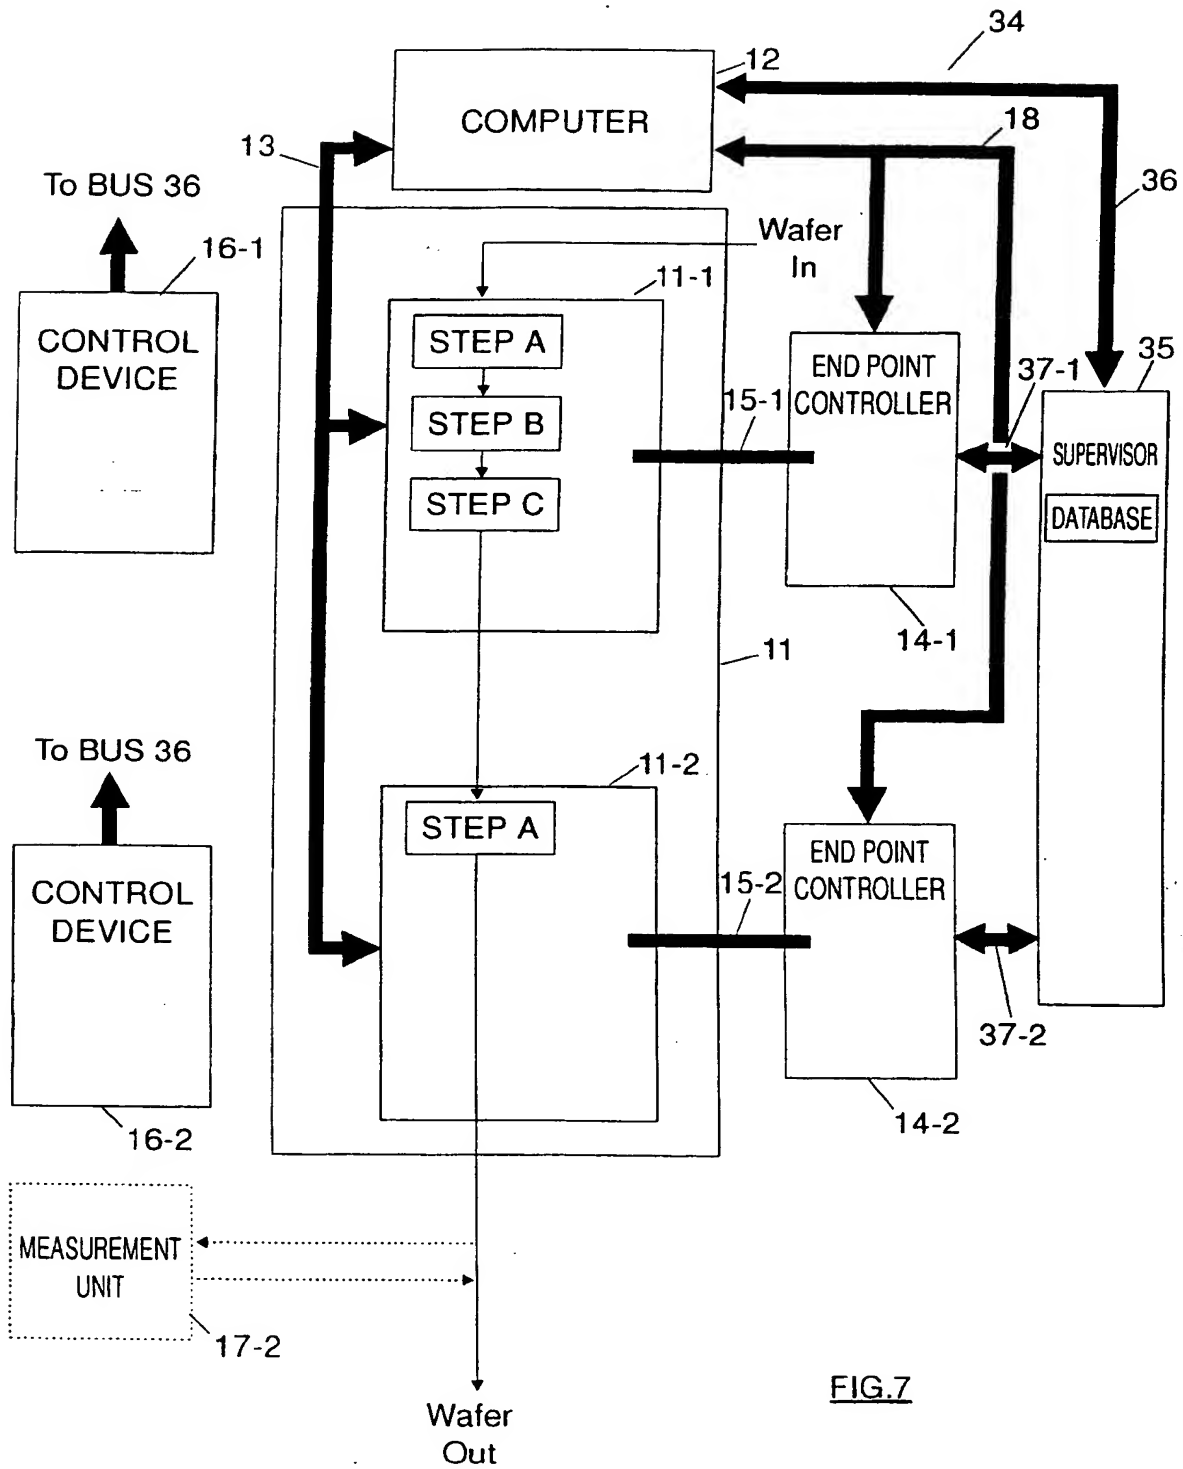 34
12
COMPUTER
18
13
To BUS 36
36
Wafer
In
16-1
11-1
CONTROL
DEVICE
STEP A
STEP B
STEP C
END POINT
CONTROLLER
15-1
37-1
35
SUPERVISOR
DATABASE
14-1
11
To BUS 36
11-2
STEP A
CONTROL
DEVICE
END POINT
CONTROLLER
15-2
37-2
16-2
14-2
MEASUREMENT
UNIT
17-2
FIG.7
Wafer
Out